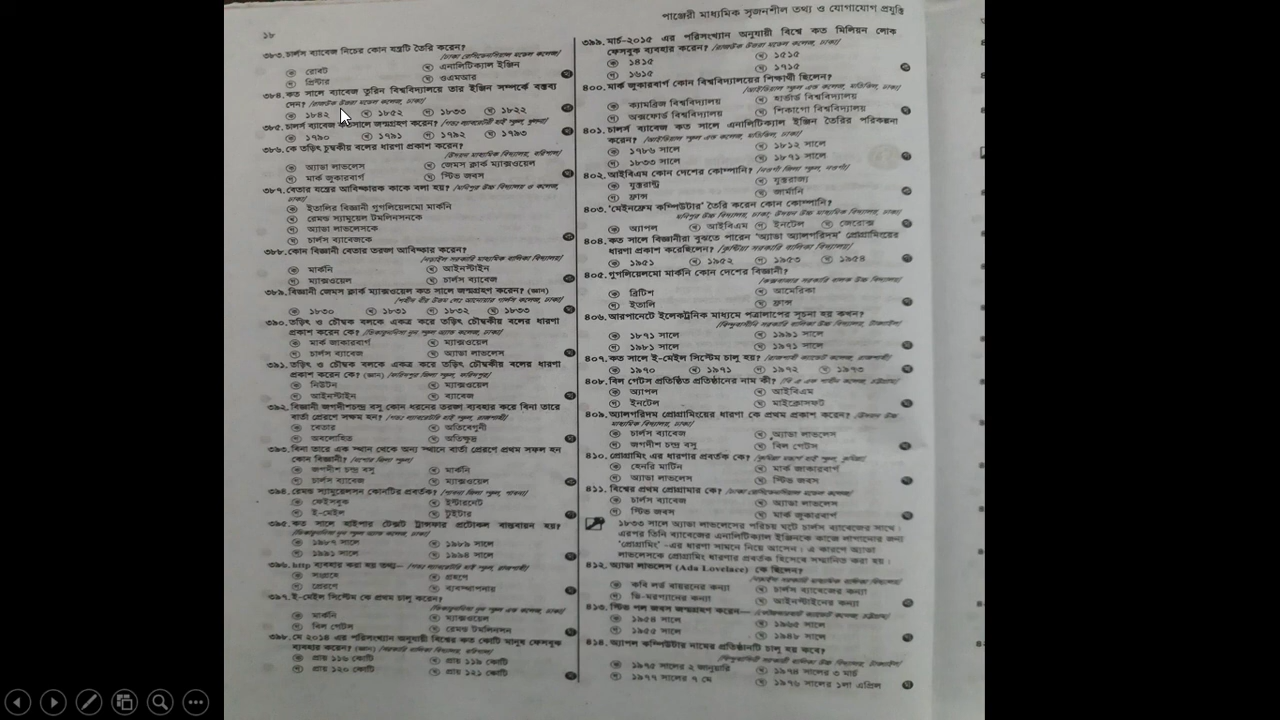 পাঞ্জেরী মাধ্যমিক সৃজনশীল তথ্য ও যোগাযোগ প্রযুক্তি
১৮
৩৮৩. চার্লস ব্যাবেজ নিচের কোন যন্ত্রটি তৈরি করেন?
ক রোবট
খ এনালিটিক্যাল ইঞ্জিন
গ প্রিন্টার
ঘ ওএমআর
৩৮৪. কত সালে ব্যাবেজ তুরিন বিশ্ববিদ্যালয়ে তার ইঞ্জিন সম্পর্কে বক্তব্য
দেন?
ক ১৮৪২ খ ১৮৫২ গ ১৮৩৩ ঘ ১৮২২
৩৮৫. চার্লস ব্যাবেজ কতসালে জন্মগ্রহণ করেন?
ক ১৭৯০ খ ১৭৯১ গ ১৭৯২ ঘ ১৭৯৩
৩৮৬. কে তড়িৎ চুম্বকীয় বলের ধারণা প্রকাশ করেন?
ক অ্যাডা লাভলেস
খ জেমস ক্লার্ক ম্যাক্সওয়েল
গ মার্ক জুকারবার্গ
ঘ স্টিভ জবস
৩৮৭. বেতার যন্ত্রের আবিষ্কারক কাকে বলা হয়?
ক ইতালির বিজ্ঞানী গুগলিয়েলমো মার্কনি
খ রেমন্ড স্যামুয়েল টমলিনসনকে
গ অ্যাডা লাভলেসকে
ঘ চার্লস ব্যাবেজকে
৩৮৮. কোন বিজ্ঞানী বেতার তরঙ্গ আবিষ্কার করেন?
ক মার্কনি
খ আইনস্টাইন
গ ম্যাক্সওয়েল
ঘ চার্লস ব্যাবেজ
৩৮৯. বিজ্ঞানী জেমস ক্লার্ক ম্যাক্সওয়েল কত সালে জন্মগ্রহণ করেন? (জ্ঞান)
ক ১৮৩০ খ ১৮৩১ গ ১৮৩২ ঘ ১৮৩৩
৩৯০. তড়িৎ ও চৌম্বক বলকে একত্র করে তড়িৎ চৌম্বকীয় বলের ধারণা
প্রকাশ করেন কে?
ক মার্ক জাকারবার্গ
খ ম্যাক্সওয়েল
গ চার্লস ব্যাবেজ
ঘ অ্যাডা লাভলেস
৩৯১. তড়িৎ ও চৌম্বক বলকে একত্র করে তড়িৎ চৌম্বকীয় বলের ধারণা
প্রকাশ করেন কে? (জ্ঞান)
ক নিউটন
খ ম্যাক্সওয়েল
গ আইনস্টাইন
ঘ ব্যাবেজ
৩৯২. বিজ্ঞানী জগদীশচন্দ্র বসু কোন ধরনের তরঙ্গ ব্যবহার করে বিনা তারে
বার্তা প্রেরণে সক্ষম হন?
ক বেতার
খ অতিবেগুনী
গ অবলোহিত
ঘ অতিক্ষুদ্র
৩৯৩. বিনা তারে এক স্থান থেকে অন্য স্থানে বার্তা প্রেরণে প্রথম সফল হন
কোন বিজ্ঞানী?
ক জগদীশ চন্দ্র বসু
খ মার্কনি
গ চার্লস ব্যাবেজ
ঘ ম্যাক্সওয়েল
৩৯৪. রেমন্ড স্যামুয়েলসন কোনটির প্রবর্তক?
ক ফেইসবুক
খ ইন্টারনেট
গ ই-মেইল
ঘ টুইটার
৩৯৫. কত সালে হাইপার টেক্সট ট্রান্সফার প্রটোকল বাস্তবায়ন হয়?
ক ১৯৮৭ সালে
খ ১৯৮৯ সালে
গ ১৯৯১ সালে
ঘ ১৯৯৪ সালে
৩৯৬. http ব্যবহার করা হয় তথ্য—
ক সংগ্রহে
খ গ্রহণে
গ প্রেরণে
ঘ ব্যবস্থাপনার
৩৯৭. ই-মেইল সিস্টেম কে প্রথম চালু করেন?
ক মার্কনি
খ ম্যাক্সওয়েল
গ বিল গেটস
ঘ রেমন্ড টমলিনসন
৩৯৮. মে ২০১৪ এর পরিসংখ্যান অনুযায়ী বিশ্বের কত কোটি মানুষ ফেসবুক
ব্যবহার করেন? (জ্ঞান)
ক প্রায় ১১৬ কোটি
খ প্রায় ১১৯ কোটি
গ প্রায় ১২০ কোটি
ঘ প্রায় ১২১ কোটি
৩৯৯. মার্চ-২০১৫ এর পরিসংখ্যান অনুযায়ী বিশ্বে কত মিলিয়ন লোক
ফেসবুক ব্যবহার করেন?
ক ১৪১৫
খ ১৫১৫
গ ১৬১৫
ঘ ১৭১৫
৪০০. মার্ক জুকারবার্গ কোন বিশ্ববিদ্যালয়ের শিক্ষার্থী ছিলেন?
ক ক্যামব্রিজ বিশ্ববিদ্যালয়
খ হার্ভার্ড বিশ্ববিদ্যালয়
গ অক্সফোর্ড বিশ্ববিদ্যালয়
ঘ শিকাগো বিশ্ববিদ্যালয়
৪০১. চার্লস ব্যাবেজ কত সালে এনালিটিক্যাল ইঞ্জিন তৈরির পরিকল্পনা
করেন?
ক ১৭৮৬ সালে
খ ১৮১২ সালে
গ ১৮৩৩ সালে
ঘ ১৮৭১ সালে
৪০২. আইবিএম কোন দেশের কোম্পানি?
ক যুক্তরাষ্ট্র
খ যুক্তরাজ্য
গ ফ্রান্স
ঘ জার্মানি
৪০৩. 'মেইনফ্রেম কম্পিউটার' তৈরি করেন কোন কোম্পানি?
ক অ্যাপল খ আইবিএম গ ইনটেল ঘ জেরোক্স
৪০৪. কত সালে বিজ্ঞানীরা বুঝতে পারেন 'অ্যাডা অ্যালগরিদম' প্রোগ্রামিংয়ের
ধারণা প্রকাশ করেছিলেন?
ক ১৯৫১ খ ১৯৫২ গ ১৯৫৩ ঘ ১৯৫৪
৪০৫. গুগলিয়েলমো মার্কনি কোন দেশের বিজ্ঞানী?
ক ব্রিটিশ
খ আমেরিকা
গ ইতালি
ঘ ফ্রান্স
৪০৬. আরপানেটে ইলেকট্রনিক মাধ্যমে পত্রালাপের সূচনা হয় কখন?
ক ১৮৭১ সালে
খ ১৯৯১ সালে
গ ১৯৮১ সালে
ঘ ১৯৭১ সালে
৪০৭. কত সালে ই-মেইল সিস্টেম চালু হয়?
ক ১৯৭০ খ ১৯৭১ গ ১৯৭২ ঘ ১৯৭৩
৪০৮. বিল গেটস প্রতিষ্ঠিত প্রতিষ্ঠানের নাম কী?
ক অ্যাপল
খ আইবিএম
গ ইনটেল
ঘ মাইক্রোসফট
৪০৯. অ্যালগরিদম প্রোগ্রামিংয়ের ধারণা কে প্রথম প্রকাশ করেন?
ক চার্লস ব্যাবেজ
খ অ্যাডা লাভলেস
গ জগদীশ চন্দ্র বসু
ঘ বিল গেটস
৪১০. প্রোগ্রামিং এর ধারণার প্রবর্তক কে?
ক হেনরি মার্টিন
খ মার্ক জাকারবার্গ
গ অ্যাডা লাভলেস
ঘ স্টিভ জবস
৪১১. বিশ্বের প্রথম প্রোগ্রামার কে?
ক চার্লস ব্যাবেজ
খ অ্যাডা লাভলেস
গ স্টিভ জবস
ঘ মার্ক জুকারবার্গ
১৮৩৩ সালে অ্যাডা লাভলেসের পরিচয় ঘটে চার্লস ব্যাবেজের সাথে।
এরপর তিনি ব্যাবেজের এনালিটিক্যাল ইঞ্জিনকে কাজে লাগানোর জন্য
'প্রোগ্রামিং' -এর ধারণা সামনে নিয়ে আসেন। এ কারণে অ্যাডা
লাভলেসকে প্রোগ্রামিং ধারণার প্রবর্তক হিসেবে সম্মানিত করা হয়।
৪১২. অ্যাডা লাভলেস (Ada Lovelace) কে ছিলেন?
ক কবি লর্ড বায়রনের কন্যা
খ চার্লস ব্যাবেজের কন্যা
গ ডি-মরগ্যানের কন্যা
ঘ আইনস্টাইনের কন্যা
৪১৩. স্টিভ পল জবস জন্মগ্রহণ করেন—
ক ১৯৫৪ সালে
খ ১৯৬৫ সালে
গ ১৯৫৫ সালে
ঘ ১৯৪৮ সালে
৪১৪. অ্যাপল কম্পিউটার নামের প্রতিষ্ঠানটি চালু হয় কবে?
ক ১৯৭৫ সালের ২ জানুয়ারি
খ ১৯৭৪ সালের ৩ মার্চ
গ ১৯৭৭ সালের ৭ মে
ঘ ১৯৭৬ সালের ১লা এপ্রিল